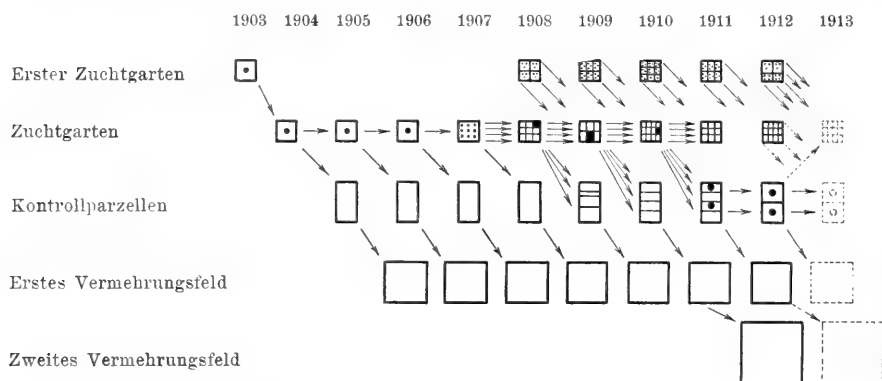 1903 1904 1905 1906 1907 1908 1909 1910 1911 1912 1913
Erster Zuchtgarten
Zuchtgarten
Kontrollparzellen
Erstes Vermehrungsfeld
Zweites Vermehrungsfeld